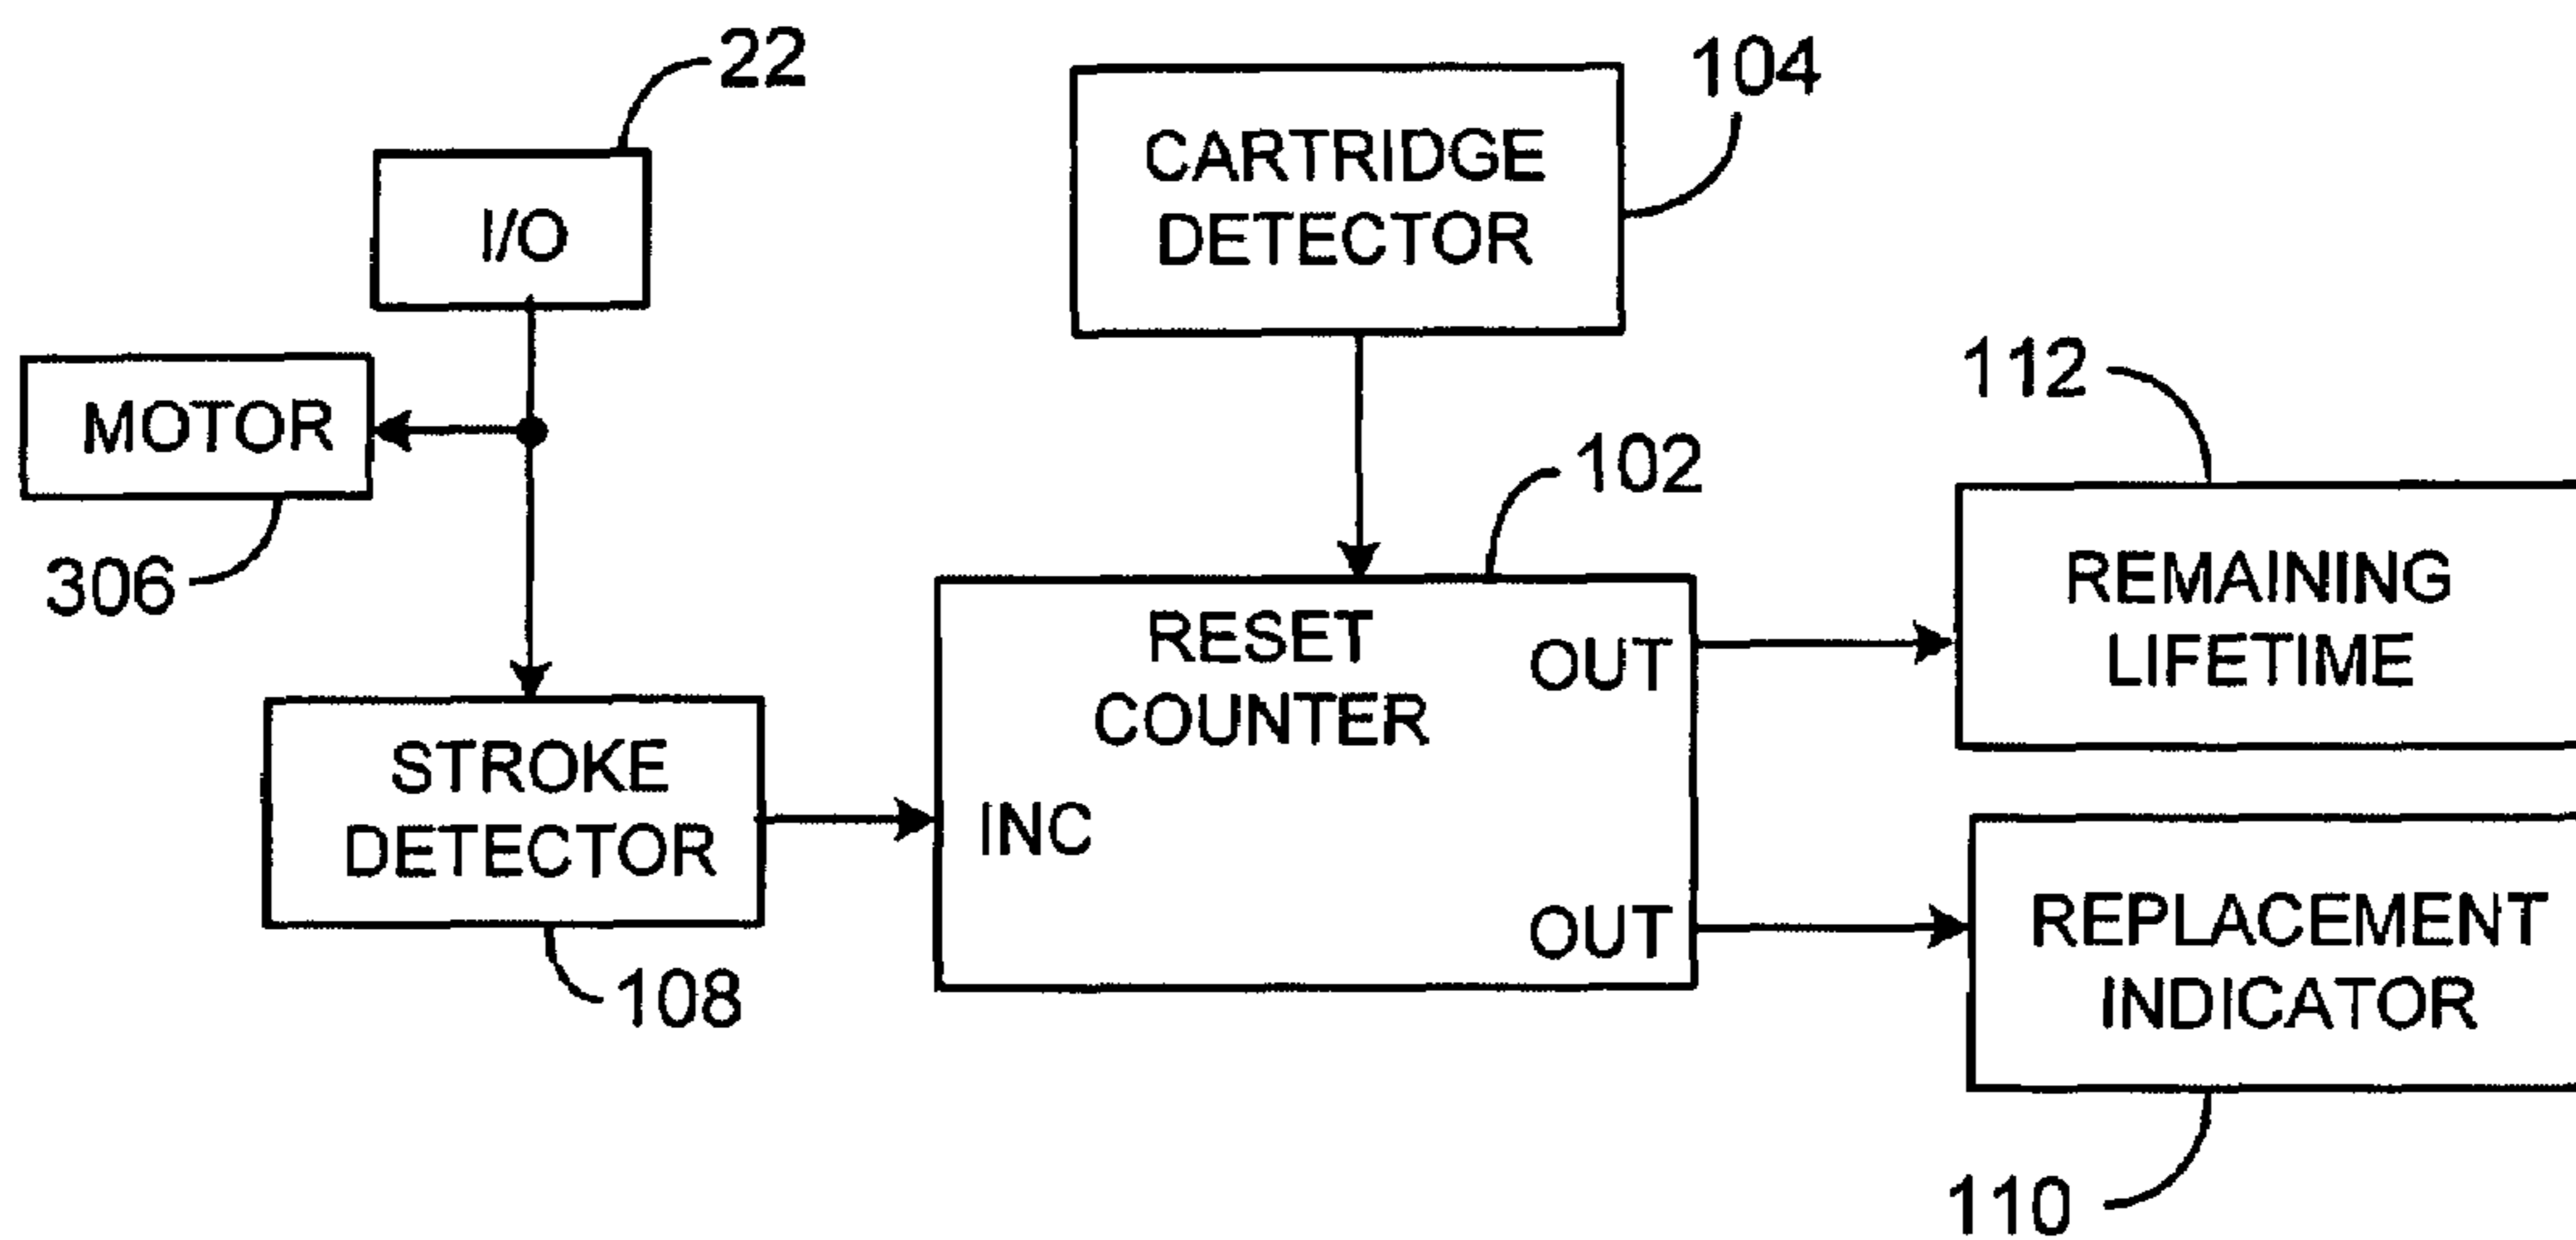 22
104
CARTRIDGE
DETECTOR
I/O
112
MOTOR
102
306
REMAINING
LIFETIME
RESET
COUNTER
OUT
STROKE
DETECTOR
INC
OUT
REPLACEMENT
INDICATOR
108
110